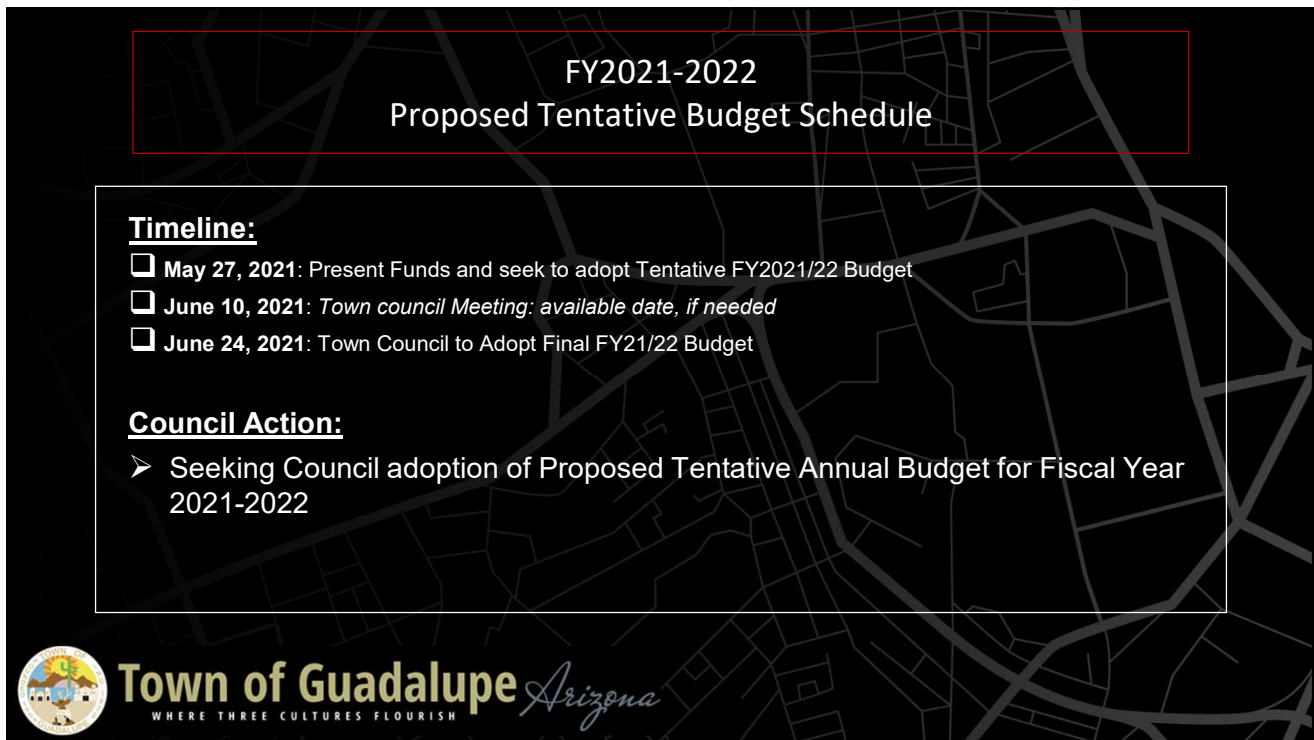 FY2021-2022
Proposed Tentative Budget Schedule
Timeline:
❑ May 27, 2021: Present Funds and seek to adopt Tentative FY2021/22 Budget
❑ June 10, 2021: Town council Meeting: available date, if needed
❑ June 24, 2021: Town Council to Adopt Final FY21/22 Budget
Council Action:
➢ Seeking Council adoption of Proposed Tentative Annual Budget for Fiscal Year
2021-2022
TOWN OF
GUADALUPE
Town of Guadalupe Arizona
WHERE THREE CULTURES FLOURISH